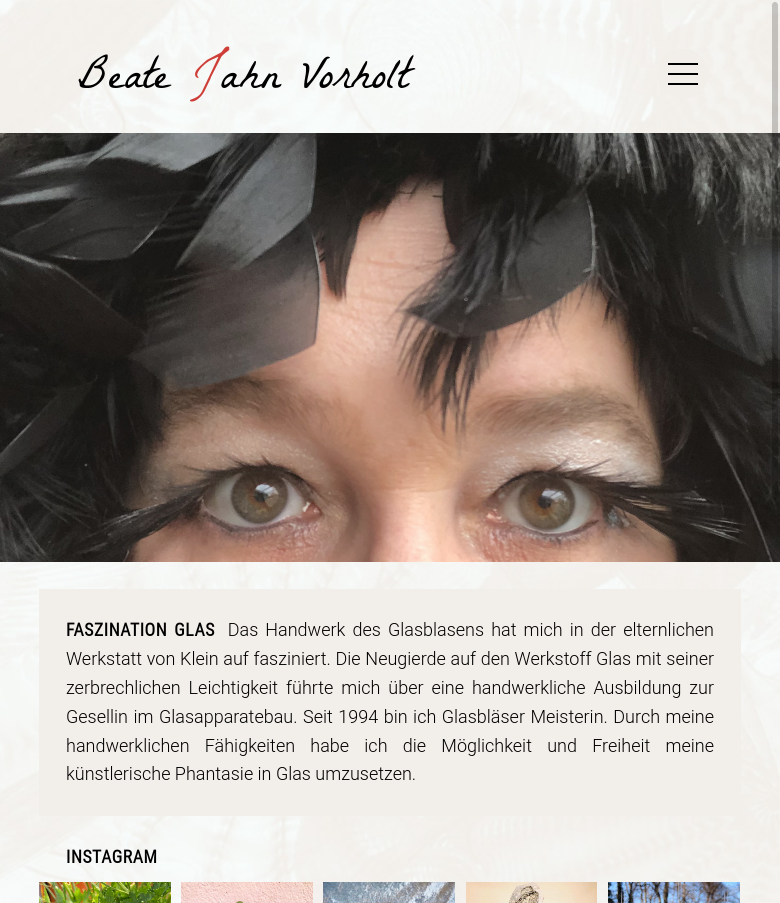 Beate Jahn Vorholt
FASZINATION GLAS Das Handwerk des Glasblasens hat mich in der elternlichen
Werkstatt von Klein auf fasziniert. Die Neugierde auf den Werkstoff Glas mit seiner
zerbrechlichen Leichtigkeit führte mich über eine handwerkliche Ausbildung zur
Gesellin im Glasapparatebau. Seit 1994 bin ich Glasbläser Meisterin. Durch meine
handwerklichen Fähigkeiten habe ich die Möglichkeit und Freiheit meine
künstlerische Phantasie in Glas umzusetzen.
INSTAGRAM